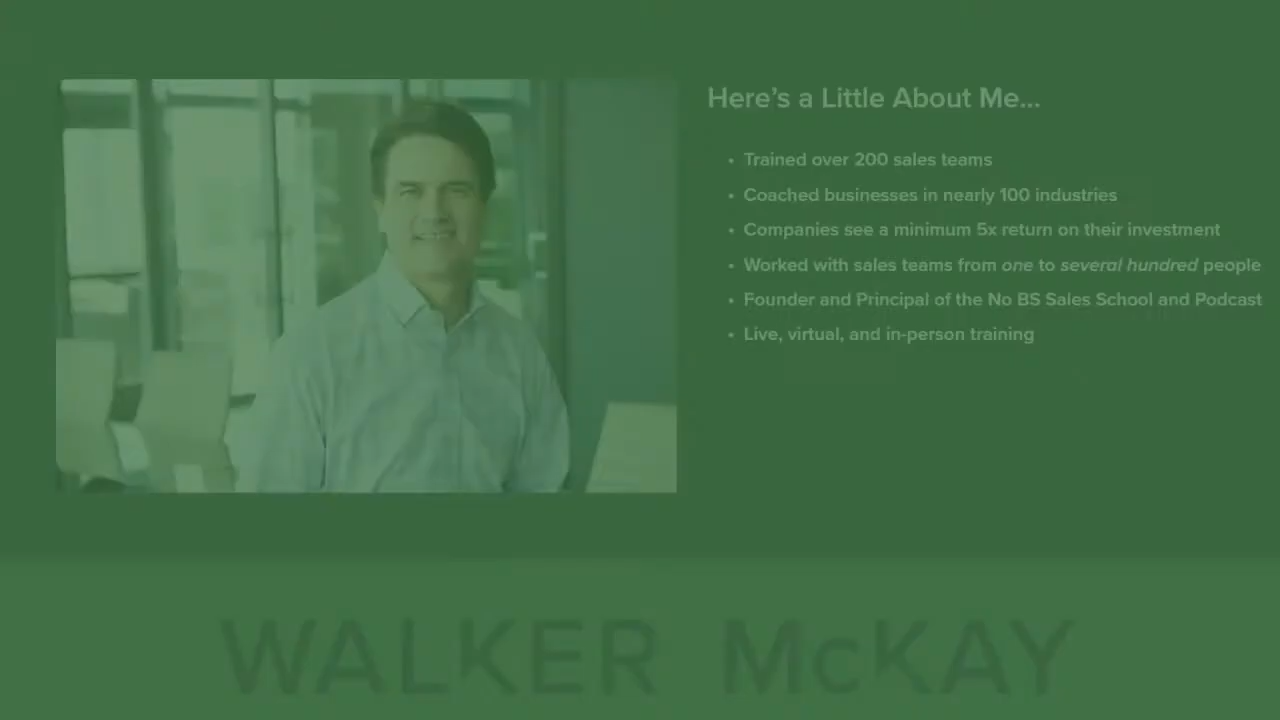 Here’s a Little About Me...
• Trained over 200 sales teams
• Coached businesses in nearly 100 industries
• Companies see a minimum 5x return on their investment
• Worked with sales teams from one to several hundred people
• Founder and Principal of the No BS Sales School and Podcast
• Live, virtual, and in-person training
WALKER McKAY